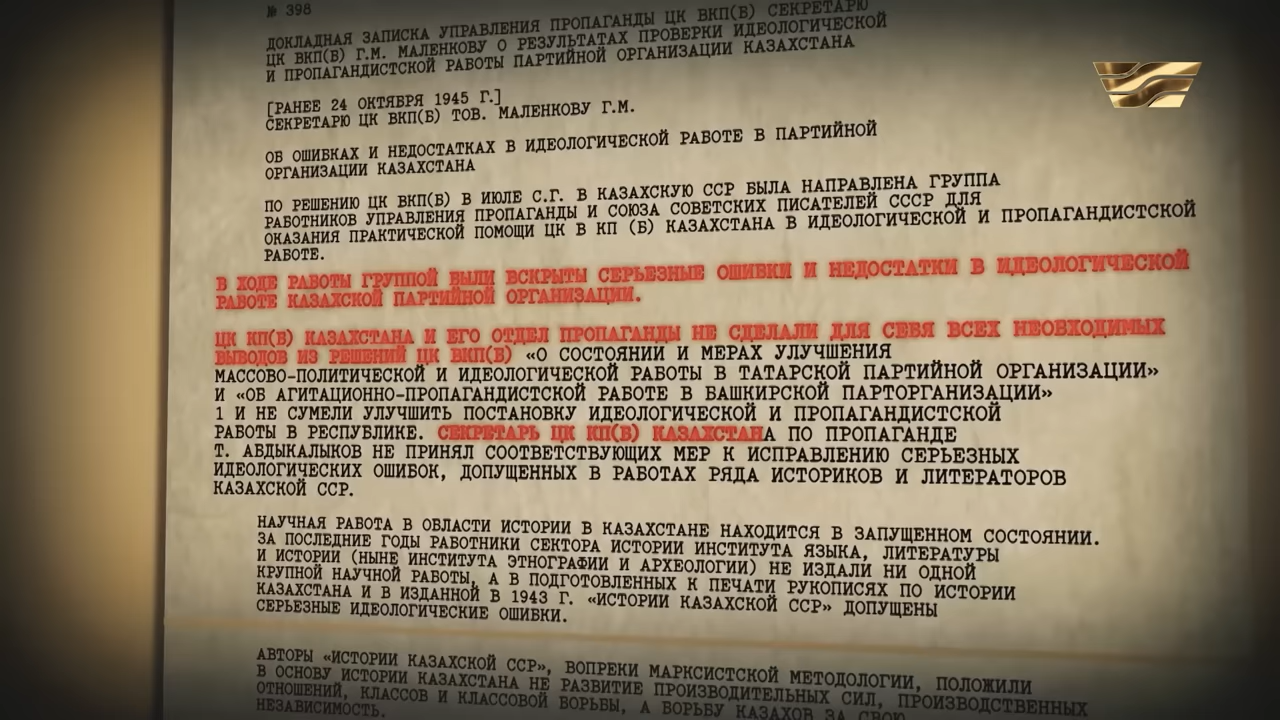 № 398
ДОКЛАДНАЯ ЗАПИСКА УПРАВЛЕНИЯ ПРОПАГАНДЫ ЦК ВКП(Б) СЕКРЕТАРЮ
ЦК ВКП(Б) Г.М. МАЛЕНКОВУ О РЕЗУЛЬТАТАХ ПРОВЕРКИ ИДЕОЛОГИЧЕСКОЙ
И ПРОПАГАНДИСТСКОЙ РАБОТЫ ПАРТИЙНОЙ ОРГАНИЗАЦИИ КАЗАХСТАНА
[РАНЕЕ 24 ОКТЯБРЯ 1945 Г.]
СЕКРЕТАРЮ ЦК ВКП(Б) ТОВ. МАЛЕНКОВУ Г.М.
ОБ ОШИБКАХ И НЕДОСТАТКАХ В ИДЕОЛОГИЧЕСКОЙ РАБОТЕ В ПАРТИЙНОЙ
ОРГАНИЗАЦИИ КАЗАХСТАНА
ПО РЕШЕНИЮ ЦК ВКП(Б) В ИЮЛЕ С.Г. В КАЗАХСКУЮ ССР БЫЛА НАПРАВЛЕНА ГРУППА
РАБОТНИКОВ УПРАВЛЕНИЯ ПРОПАГАНДЫ И СОЮЗА СОВЕТСКИХ ПИСАТЕЛЕЙ СССР ДЛЯ
ОКАЗАНИЯ ПРАКТИЧЕСКОЙ ПОМОЩИ ЦК В КП (Б) КАЗАХСТАНА В ИДЕОЛОГИЧЕСКОЙ И ПРОПАГАНДИСТСКОЙ
РАБОТЕ.
В ХОДЕ РАБОТЫ ГРУППОЙ БЫЛИ ВСКРЫТЫ СЕРЬЕЗНЫЕ ОШИБКИ И НЕДОСТАТКИ В ИДЕОЛОГИЧЕСКОЙ
РАБОТЕ КАЗАХСКОЙ ПАРТИЙНОЙ ОРГАНИЗАЦИИ.
ЦК КП(Б) КАЗАХСТАНА И ЕГО ОТДЕЛ ПРОПАГАНДЫ НЕ СДЕЛАЛИ ДЛЯ СЕБЯ ВСЕХ НЕОБХОДИМЫХ
ВЫВОДОВ ИЗ РЕШЕНИЙ ЦК ВКП(Б) «О СОСТОЯНИИ И МЕРАХ УЛУЧШЕНИЯ
МАССОВО-ПОЛИТИЧЕСКОЙ И ИДЕОЛОГИЧЕСКОЙ РАБОТЫ В ТАТАРСКОЙ ПАРТИЙНОЙ ОРГАНИЗАЦИИ»
И «ОБ АГИТАЦИОННО-ПРОПАГАНДИСТСКОЙ РАБОТЕ В БАШКИРСКОЙ ПАРТОРГАНИЗАЦИИ»
1 И НЕ СУМЕЛИ УЛУЧШИТЬ ПОСТАНОВКУ ИДЕОЛОГИЧЕСКОЙ И ПРОПАГАНДИСТСКОЙ
РАБОТЫ В РЕСПУБЛИКЕ. СЕКРЕТАРЬ ЦК КП(Б) КАЗАХСТАНА ПО ПРОПАГАНДЕ
Т. АБДЫКАЛЫКОВ НЕ ПРИНЯЛ СООТВЕТСТВУЮЩИХ МЕР К ИСПРАВЛЕНИЮ СЕРЬЕЗНЫХ
ИДЕОЛОГИЧЕСКИХ ОШИБОК, ДОПУЩЕННЫХ В РАБОТАХ РЯДА ИСТОРИКОВ И ЛИТЕРАТОРОВ
КАЗАХСКОЙ ССР.
НАУЧНАЯ РАБОТА В ОБЛАСТИ ИСТОРИИ В КАЗАХСТАНЕ НАХОДИТСЯ В ЗАПУЩЕННОМ СОСТОЯНИИ.
ЗА ПОСЛЕДНИЕ ГОДЫ РАБОТНИКИ СЕКТОРА ИСТОРИИ ИНСТИТУТА ЯЗЫКА, ЛИТЕРАТУРЫ
И ИСТОРИИ (НЫНЕ ИНСТИТУТА ЭТНОГРАФИИ И АРХЕОЛОГИИ) НЕ ИЗДАЛИ НИ ОДНОЙ
КРУПНОЙ НАУЧНОЙ РАБОТЫ, А В ПОДГОТОВЛЕННЫХ К ПЕЧАТИ РУКОПИСЯХ ПО ИСТОРИИ
КАЗАХСТАНА И В ИЗДАННОЙ В 1943 Г. «ИСТОРИИ КАЗАХСКОЙ ССР» ДОПУЩЕНЫ
СЕРЬЕЗНЫЕ ИДЕОЛОГИЧЕСКИЕ ОШИБКИ.
АВТОРЫ «ИСТОРИИ КАЗАХСКОЙ ССР», ВОПРЕКИ МАРКСИСТСКОЙ МЕТОДОЛОГИИ, ПОЛОЖИЛИ
В ОСНОВУ ИСТОРИИ КАЗАХСТАНА НЕ РАЗВИТИЕ ПРОИЗВОДИТЕЛЬНЫХ СИЛ, ПРОИЗВОДСТВЕННЫХ
ОТНОШЕНИЙ, КЛАССОВ И КЛАССОВОЙ БОРЬБЫ, А БОРЬБУ КАЗАХОВ ЗА СВОЮ
НЕЗАВИСИМОСТЬ.